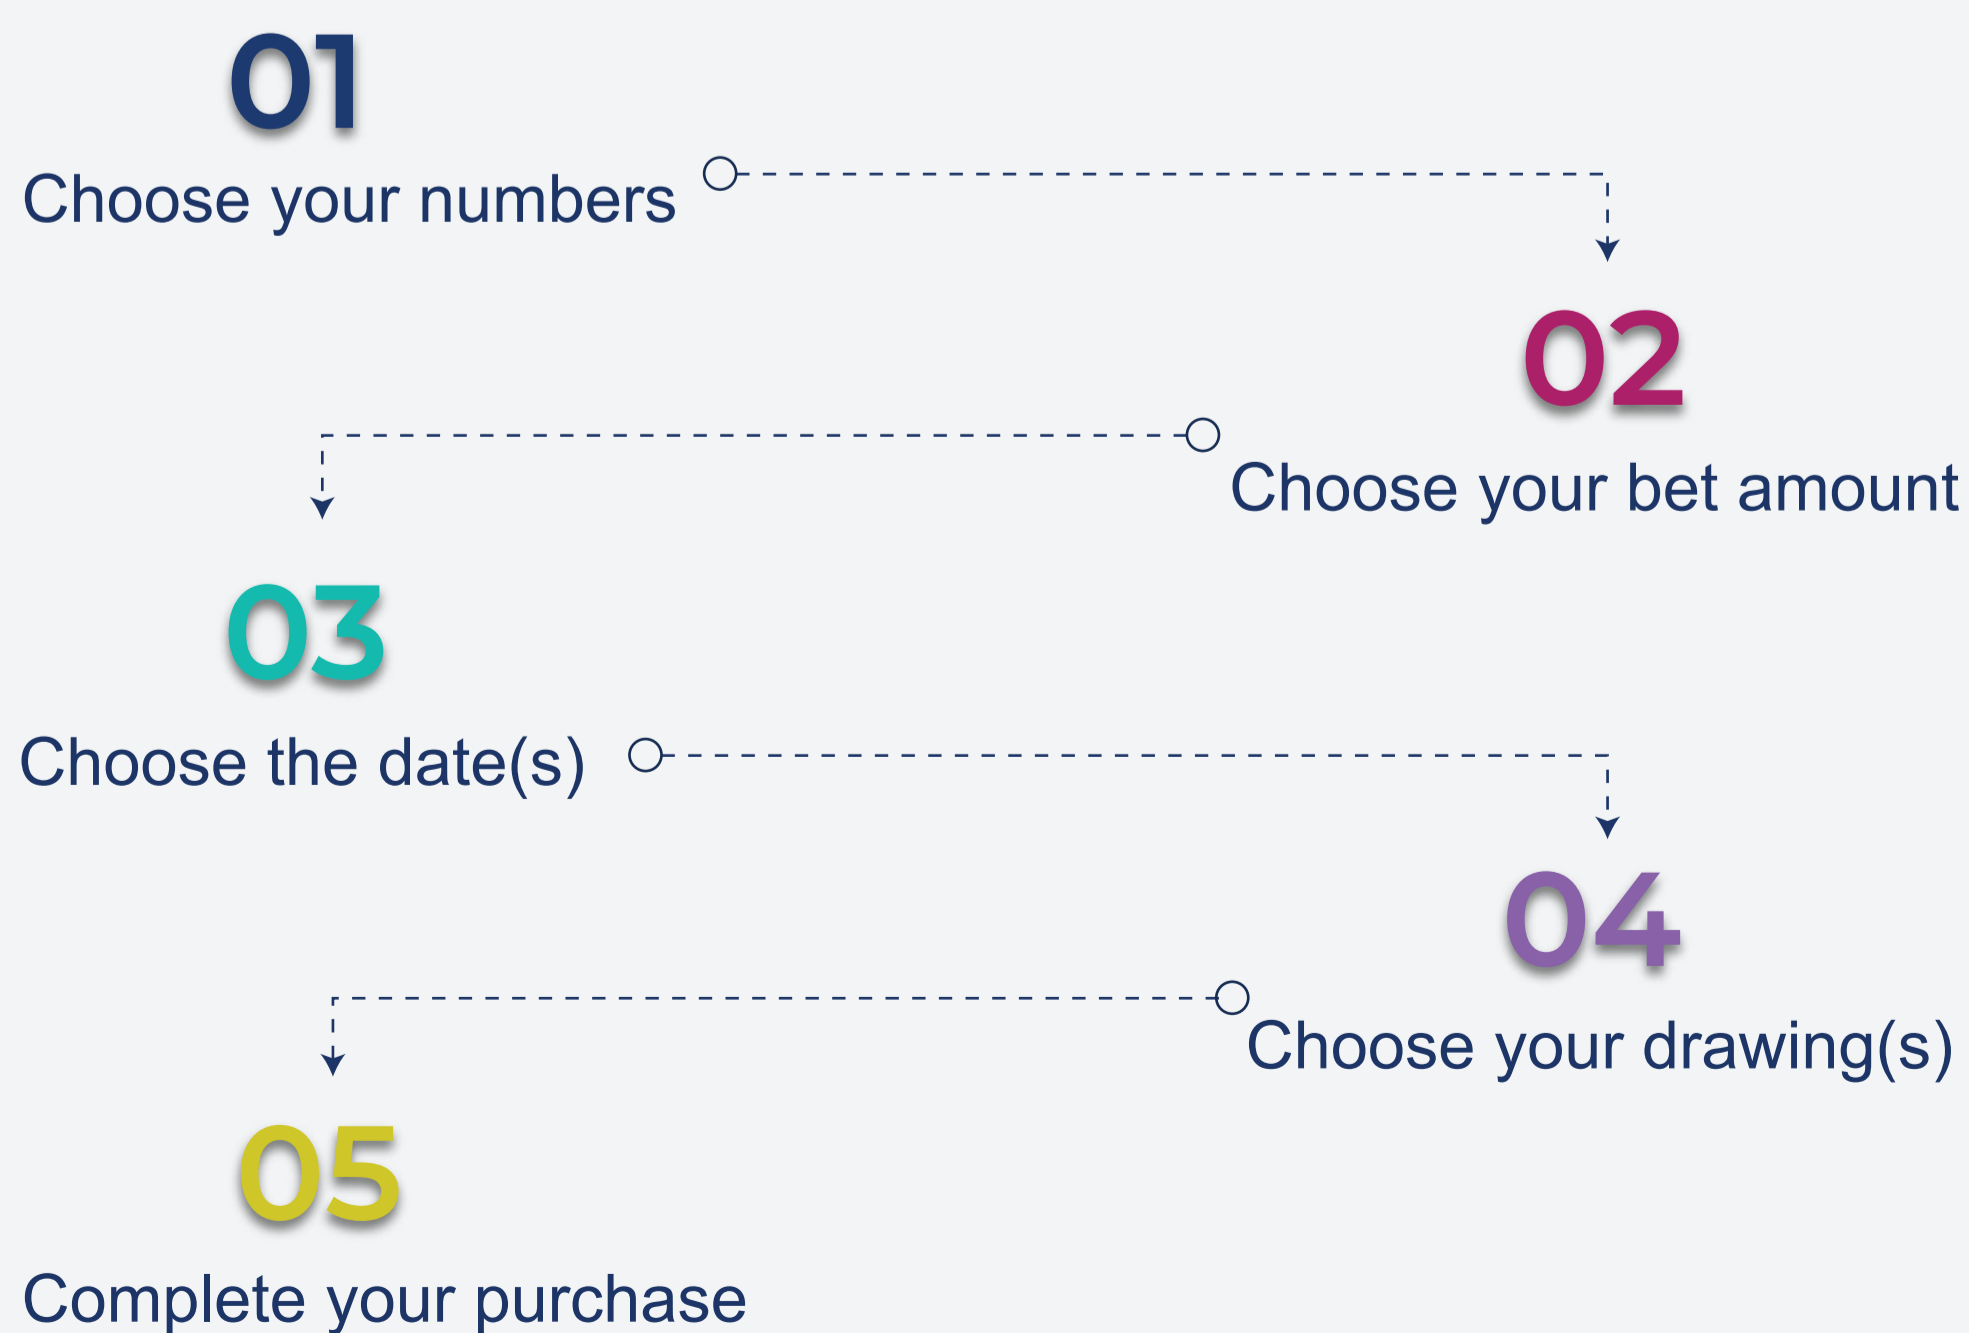 01
Choose your numbers
02
Choose your bet amount
03
Choose the date(s)
04
Choose your drawing(s)
05
Complete your purchase